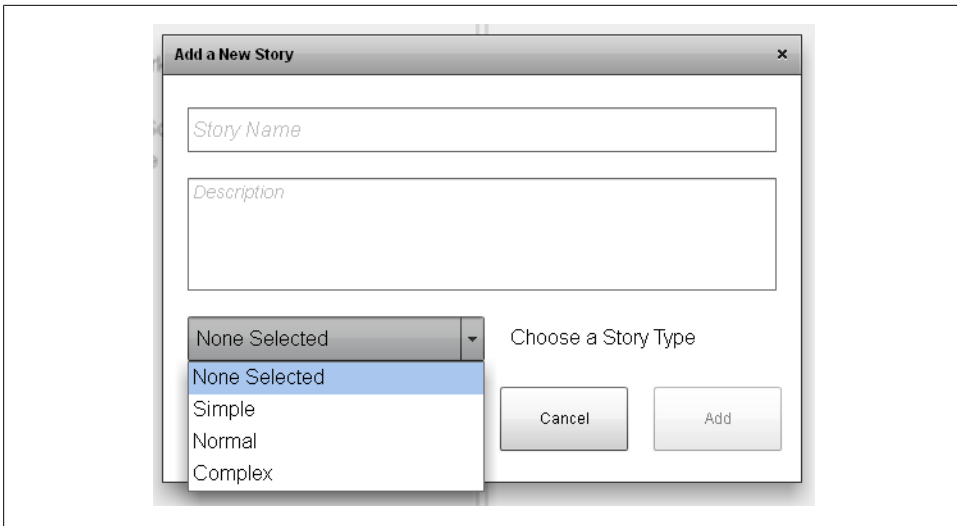 Add a New Story ×
Story Name
Description
None Selected Choose a Story Type
None Selected
Simple
Normal
Complex
Cancel Add